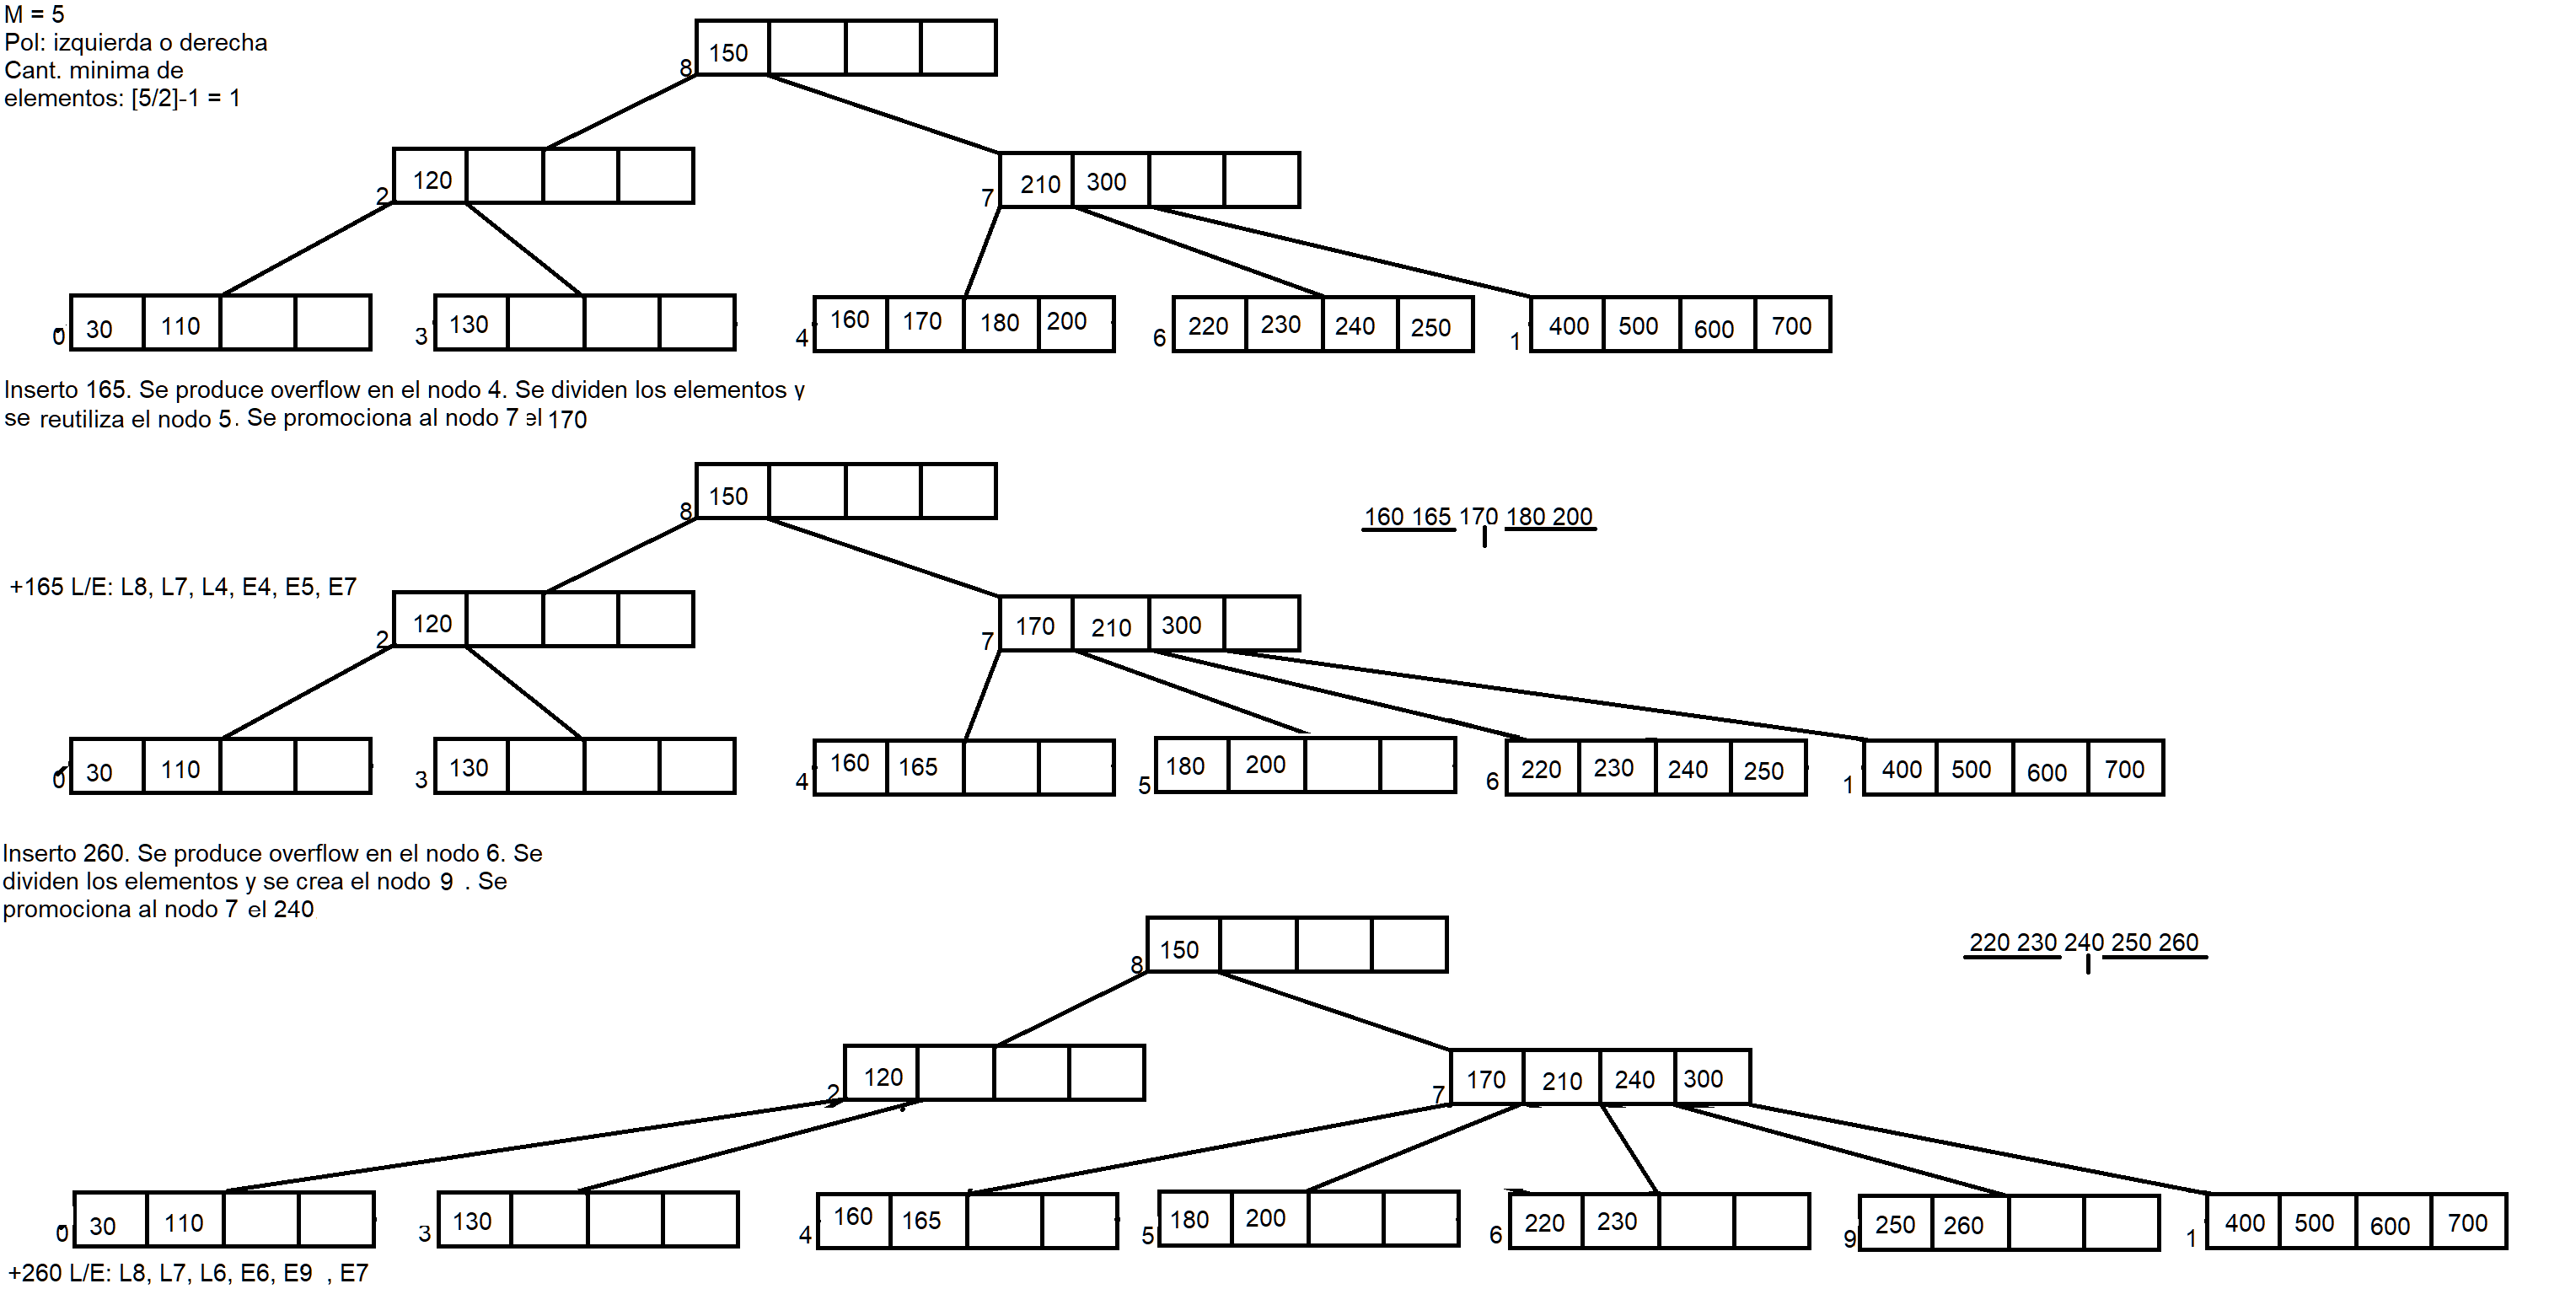 M = 5
Pol: izquierda o derecha
Cant. minima de
elementos: [5/2]-1 = 1
150
8
120
2
210 300
7
0 30 110
3 130
4 160 170 180 200
6 220 230 240 250
1 400 500 600 700
Inserto 165. Se produce overflow en el nodo 4. Se dividen los elementos y
se reutiliza el nodo 5. Se promociona al nodo 7 el 170
150
8
160 165 170 180 200
+165 L/E: L8, L7, L4, E4, E5, E7
120
2
170 210 300
7
0 30 110
3 130
4 160 165
5 180 200
6 220 230 240 250
1 400 500 600 700
Inserto 260. Se produce overflow en el nodo 6. Se
dividen los elementos y se crea el nodo 9 . Se
promociona al nodo 7 el 240
150
8
220 230 240 250 260
120
2
170 210 240 300
7
0 30 110
3 130
4 160 165
5 180 200
6 220 230
9 250 260
1 400 500 600 700
+260 L/E: L8, L7, L6, E6, E9 , E7